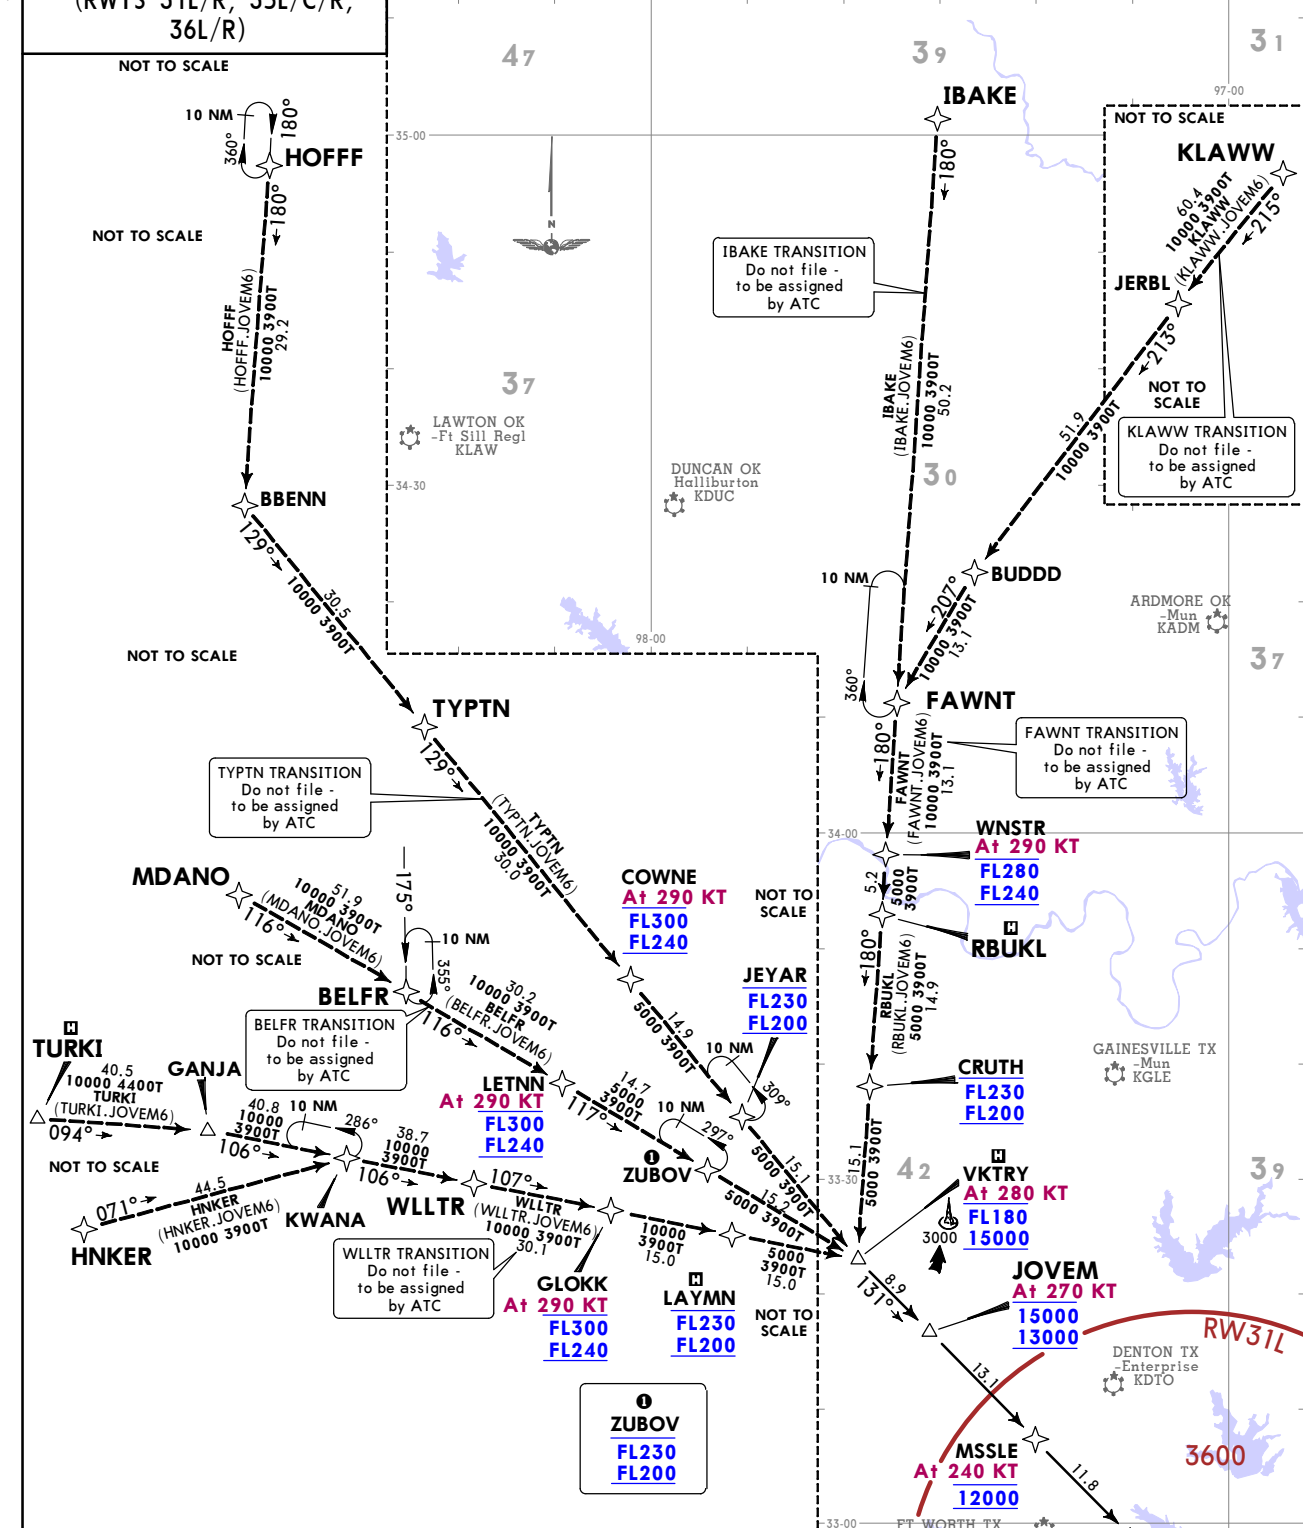 (RWYS 31L/R, 35L/C/R,
36L/R)
NOT TO SCALE
47
39
31
97-00
IBAKE
35-00
NOT TO SCALE
KLAWW
10 NM
180°
360°
HOFFF
180°
180°
60.4
10000 3900T
KLAWW
(KLAWW.JOVEM6)
215°
NOT TO SCALE
N
IBAKE TRANSITION
Do not file -
to be assigned
by ATC
JERBL
213°
HOFFF
(HOFFF.JOVEM6)
10000 3900T
29.2
37
IBAKE
(IBAKE.JOVEM6)
10000 3900T
50.2
NOT TO
SCALE
51.9
10000 3900T
KLAWW TRANSITION
Do not file -
to be assigned
by ATC
LAWTON OK
-Ft Sill Regl
KLAW
DUNCAN OK
Halliburton
KDUC
30
34-30
BBENN
129°
30.5
10000 3900T
10 NM
BUDDD
207°
10000 3900T
13.1
ARDMORE OK
-Mun
KADM
98-00
NOT TO SCALE
37
360°
FAWNT
TYPTN
129°
180°
FAWNT
(FAWNT.JOVEM6)
10000 3900T
13.1
FAWNT TRANSITION
Do not file -
to be assigned
by ATC
TYPTN TRANSITION
Do not file -
to be assigned
by ATC
TYPTN
(TYPTN.JOVEM6)
10000 3900T
30.0
34-00
WNSTR
At 290 KT
FL280
FL240
5.2
5000
3900T
MDANO
51.9
10000 3900T
MDANO
(MDANO.JOVEM6)
116°
175°
COWNE
At 290 KT
FL300
FL240
NOT TO
SCALE
H
RBUKL
180°
RBUKL
(RBUKL.JOVEM6)
5000 3900T
14.9
10 NM
355°
NOT TO SCALE
BELFR
30.2
10000 3900T
BELFR
(BELFR.JOVEM6)
116°
JEYAR
FL230
FL200
14.9
5000 3900T
BELFR TRANSITION
Do not file -
to be assigned
by ATC
H
TURKI
40.5
10000 4400T
TURKI
(TURKI.JOVEM6)
094°
GANJA
10 NM
309°
GAINESVILLE TX
-Mun
KGLE
CRUTH
FL230
FL200
LETNN
At 290 KT
FL300
FL240
14.7
5000
3900T
117°
40.8
10000
3900T
106°
10 NM
286°
38.7
10000
3900T
106°
10 NM
297°
1
ZUBOV
15.1
5000 3900T
15.1
5000 3900T
15.2
5000 3900T
NOT TO SCALE
071°
44.5
HNKER
(HNKER.JOVEM6)
10000 3900T
HNKER
KWANA
WLLTR
107°
WLLTR
(WLLTR.JOVEM6)
10000 3900T
30.1
33-30
42
39
H
VKTRY
At 280 KT
FL180
15000
3000
WLLTR TRANSITION
Do not file -
to be assigned
by ATC
10000
3900T
15.0
5000
3900T
15.0
GLOKK
At 290 KT
FL300
FL240
H
LAYMN
FL230
FL200
NOT TO
SCALE
8.9
131°
JOVEM
At 270 KT
15000
13000
RW31L
DENTON TX
-Enterprise
KDTO
13.1
1
ZUBOV
FL230
FL200
MSSLE
At 240 KT
12000
11.8
3600
33-00
FT WORTH TX